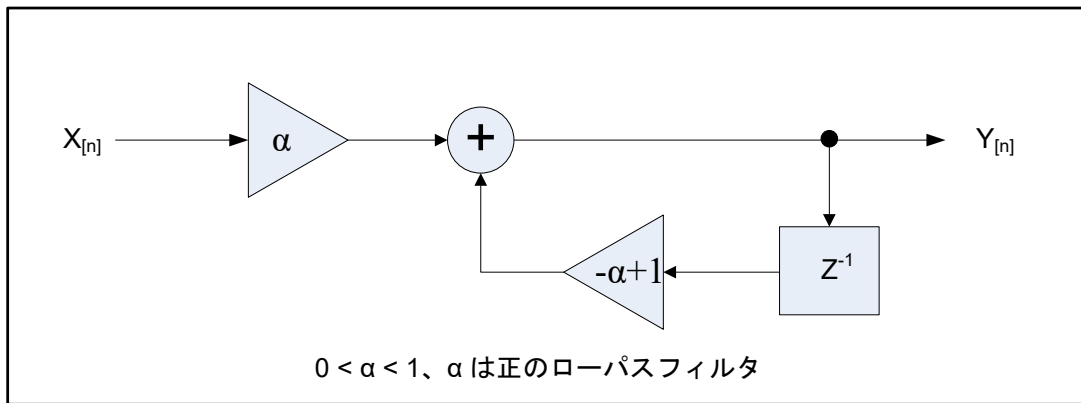 X[n]
α
+
Y[n]
-α+1
Z⁻¹
0 < α < 1、α は正のローパスフィルタ